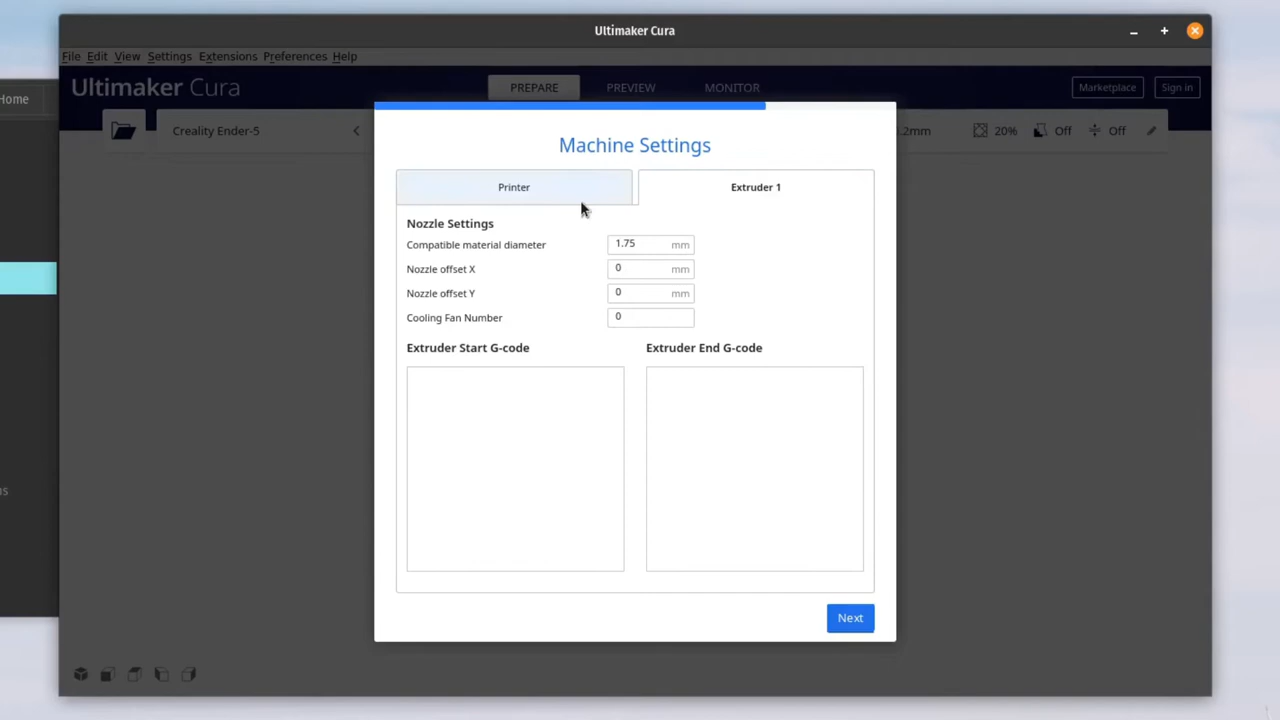 Ultimaker Cura
File Edit View Settings Extensions Preferences Help
Home
Ultimaker Cura
PREPARE
PREVIEW
MONITOR
Marketplace
Sign in
Creality Ender-5
.2mm
20%
Off
Off
Machine Settings
Printer
Extruder 1
Nozzle Settings
Compatible material diameter
1.75 mm
Nozzle offset X
0 mm
Nozzle offset Y
0 mm
Cooling Fan Number
0
Extruder Start G-code
Extruder End G-code
Next